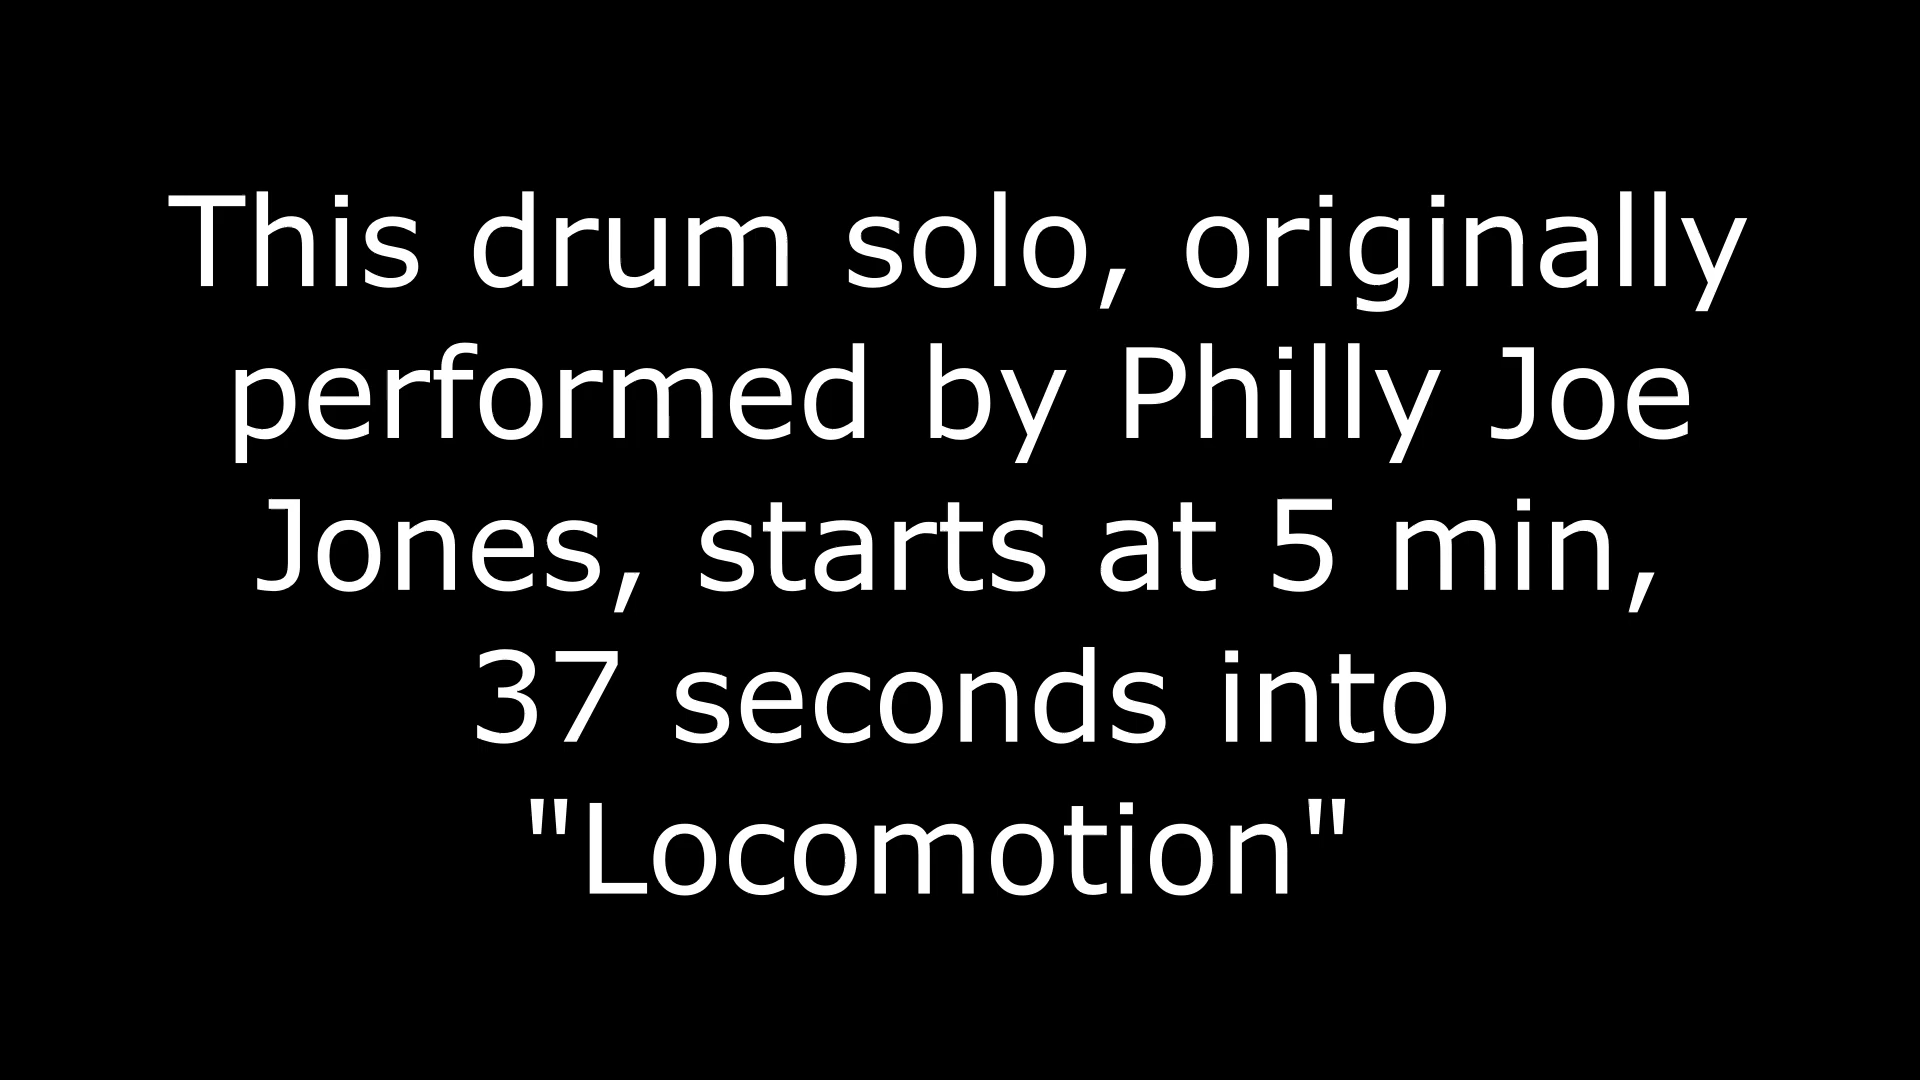 This drum solo, originally
performed by Philly Joe
Jones, starts at 5 min,
37 seconds into
"Locomotion"